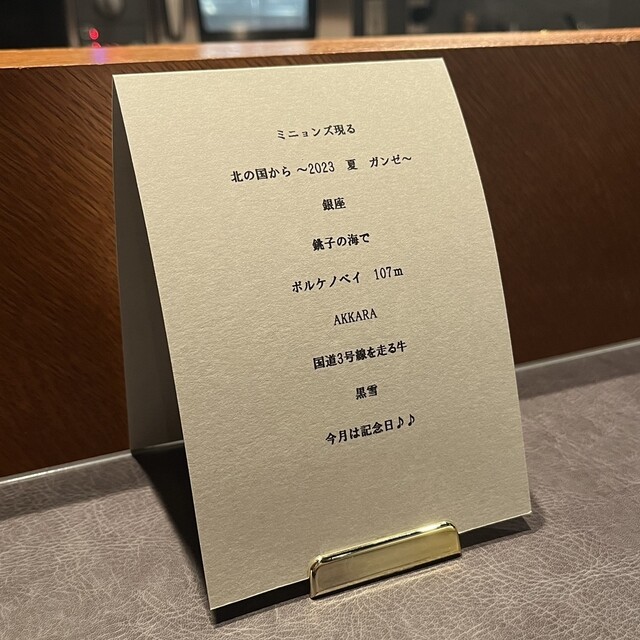 ミニョンズ現る
北の国から ～2023　夏　ガンゼ～
銀座
銚子の海で
ボルケノベイ　107m
AKKARA
国道3号線を走る牛
黒雪
今月は記念日♪♪